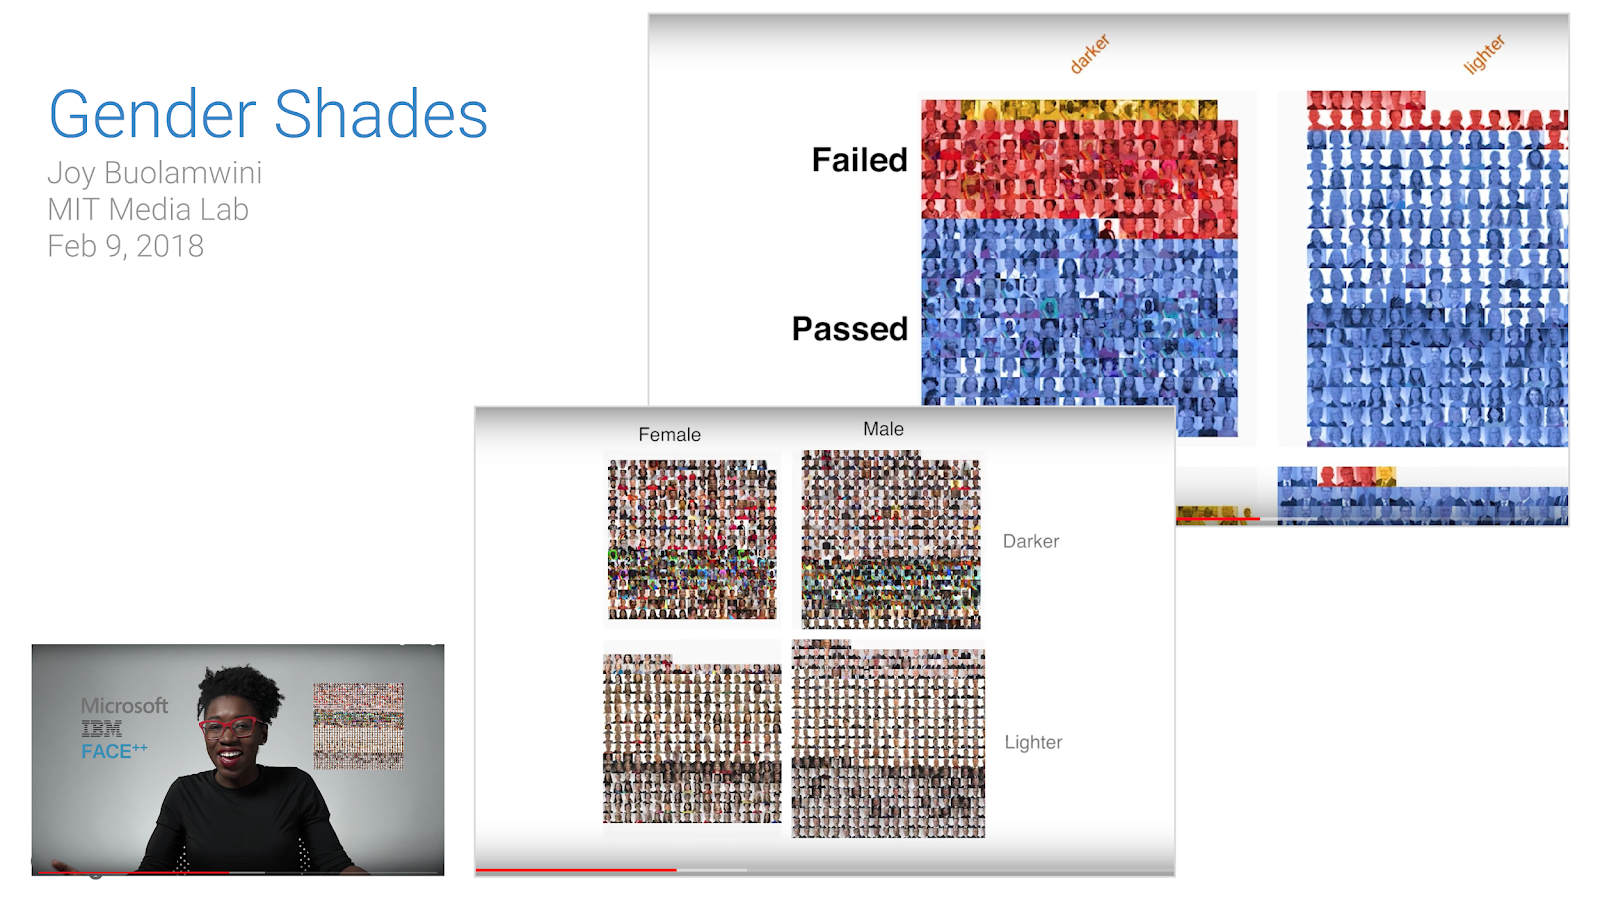 Gender Shades
Joy Buolamwini
MIT Media Lab
Feb 9, 2018
darker
lighter
Failed
Passed
Female
Male
Darker
Lighter
Microsoft
IBM
FACE++